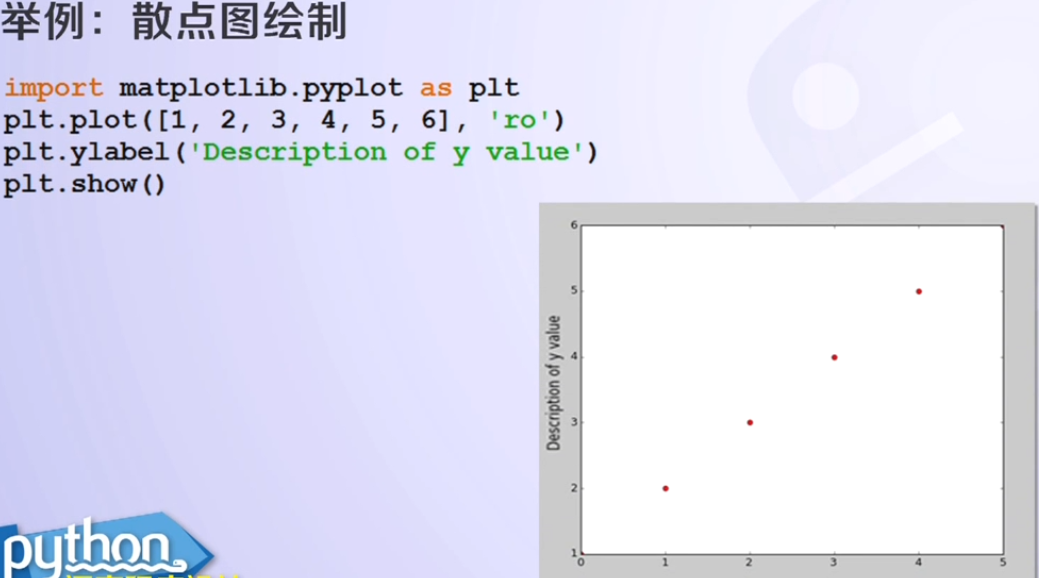 举例：散点图绘制
import matplotlib.pyplot as plt
plt.plot([1, 2, 3, 4, 5, 6], 'ro')
plt.ylabel('Description of y value')
plt.show()
6
5
4
3
2
1
Description of y value
0 1 2 3 4 5
python